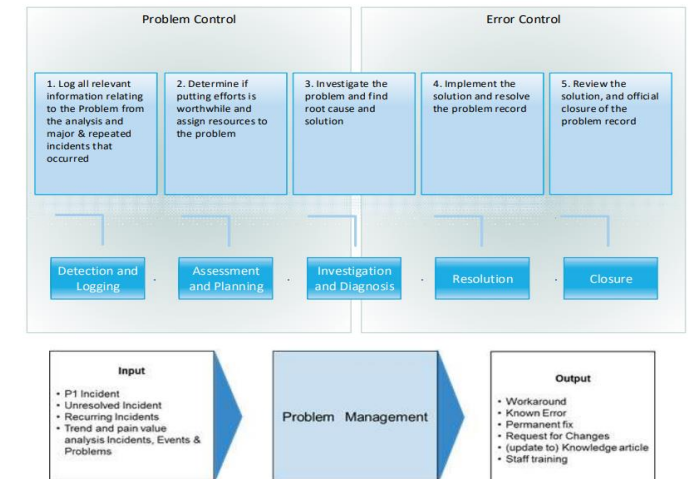 Problem Control
Error Control
1. Log all relevant
information relating
to the Problem from
the analysis and
major & repeated
incidents that
occurred
2. Determine if
putting efforts is
worthwhile and
assign resources to
the problem
3. Investigate the
problem and find
root cause and
solution
4. Implement the
solution and resolve
the problem record
5. Review the
solution, and official
closure of the
problem record
Detection and
Logging
Assessment
and Planning
Investigation
and Diagnosis
Resolution
Closure
Input
• P1 Incident
• Unresolved Incident
• Recurring Incidents
• Trend and pain value
analysis Incidents, Events &
Problems
Problem Management
Output
• Workaround
• Known Error
• Permanent fix
• Request for Changes
• (update to) Knowledge article
• Staff training